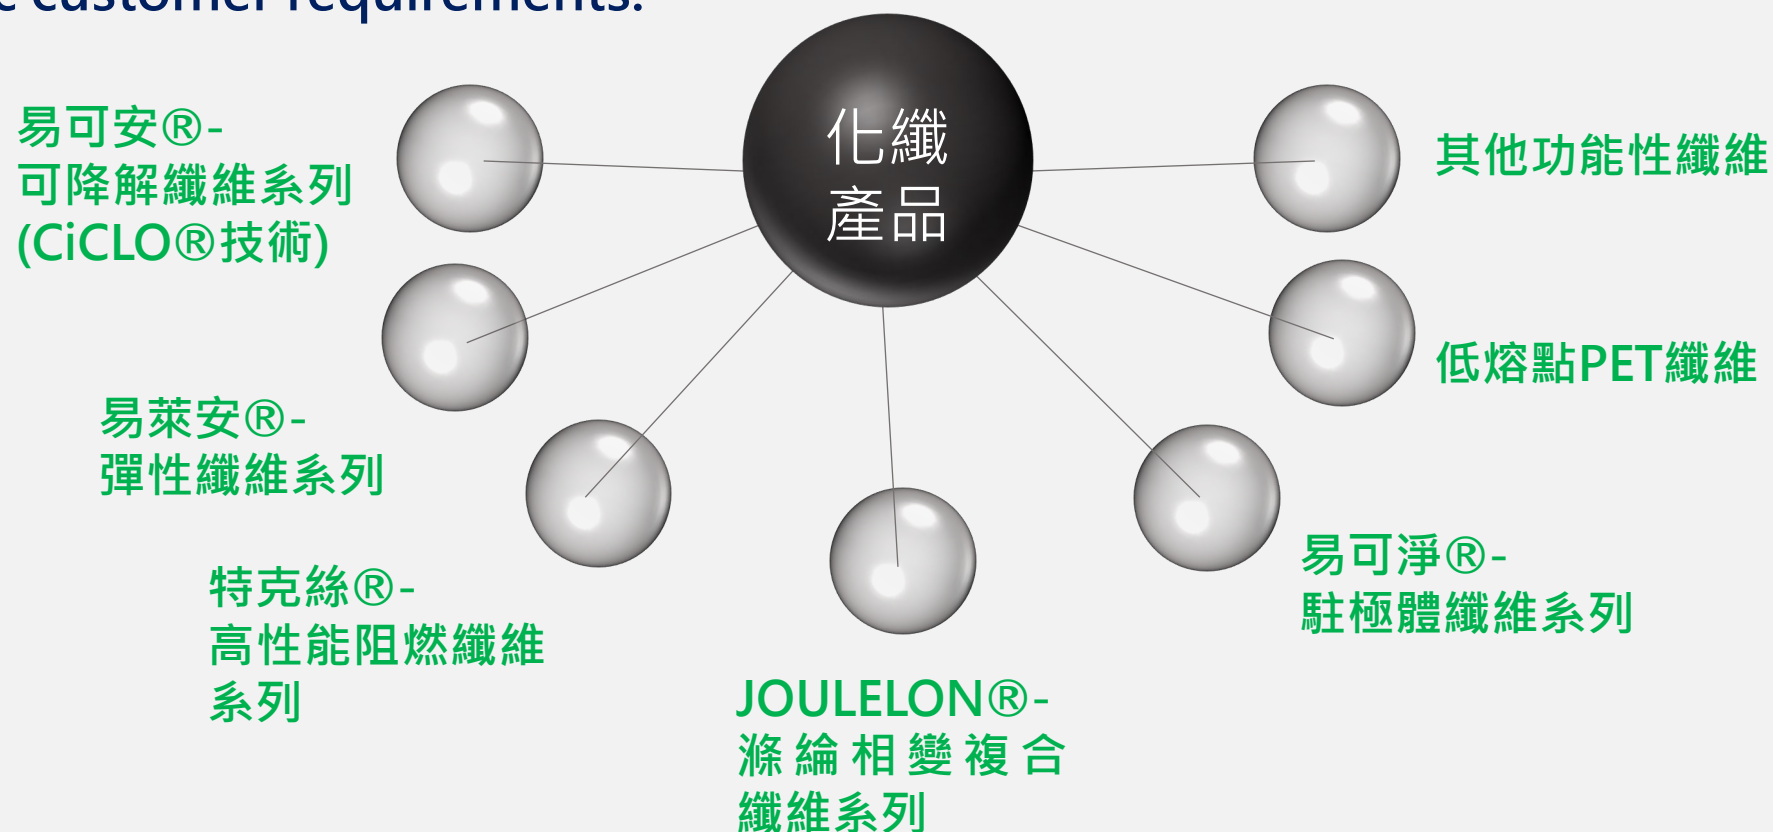 customer requirements.
化纖
產品
易可安®-
可降解纖維系列
(CiCLO®技術)
易萊安®-
彈性纖維系列
特克絲®-
高性能阻燃纖維
系列
JOULELON®-
滌綸相變複合
纖維系列
易可淨®-
駐極體纖維系列
低熔點PET纖維
其他功能性纖維